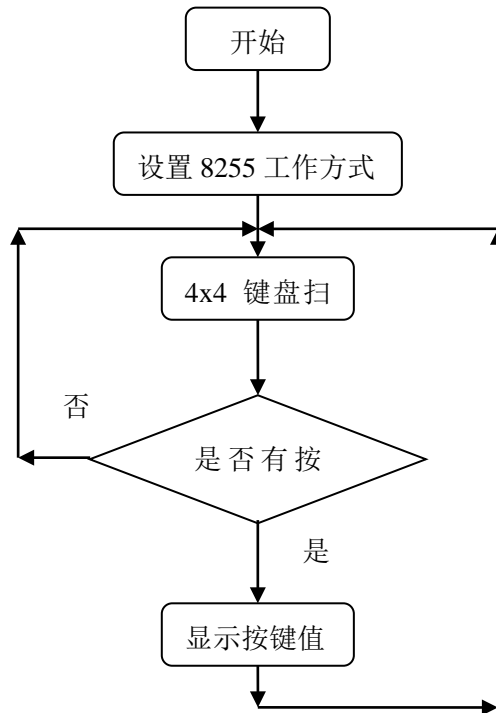 开始
设置 8255 工作方式
4x4 键盘扫
否
是否有按
是
显示按键值